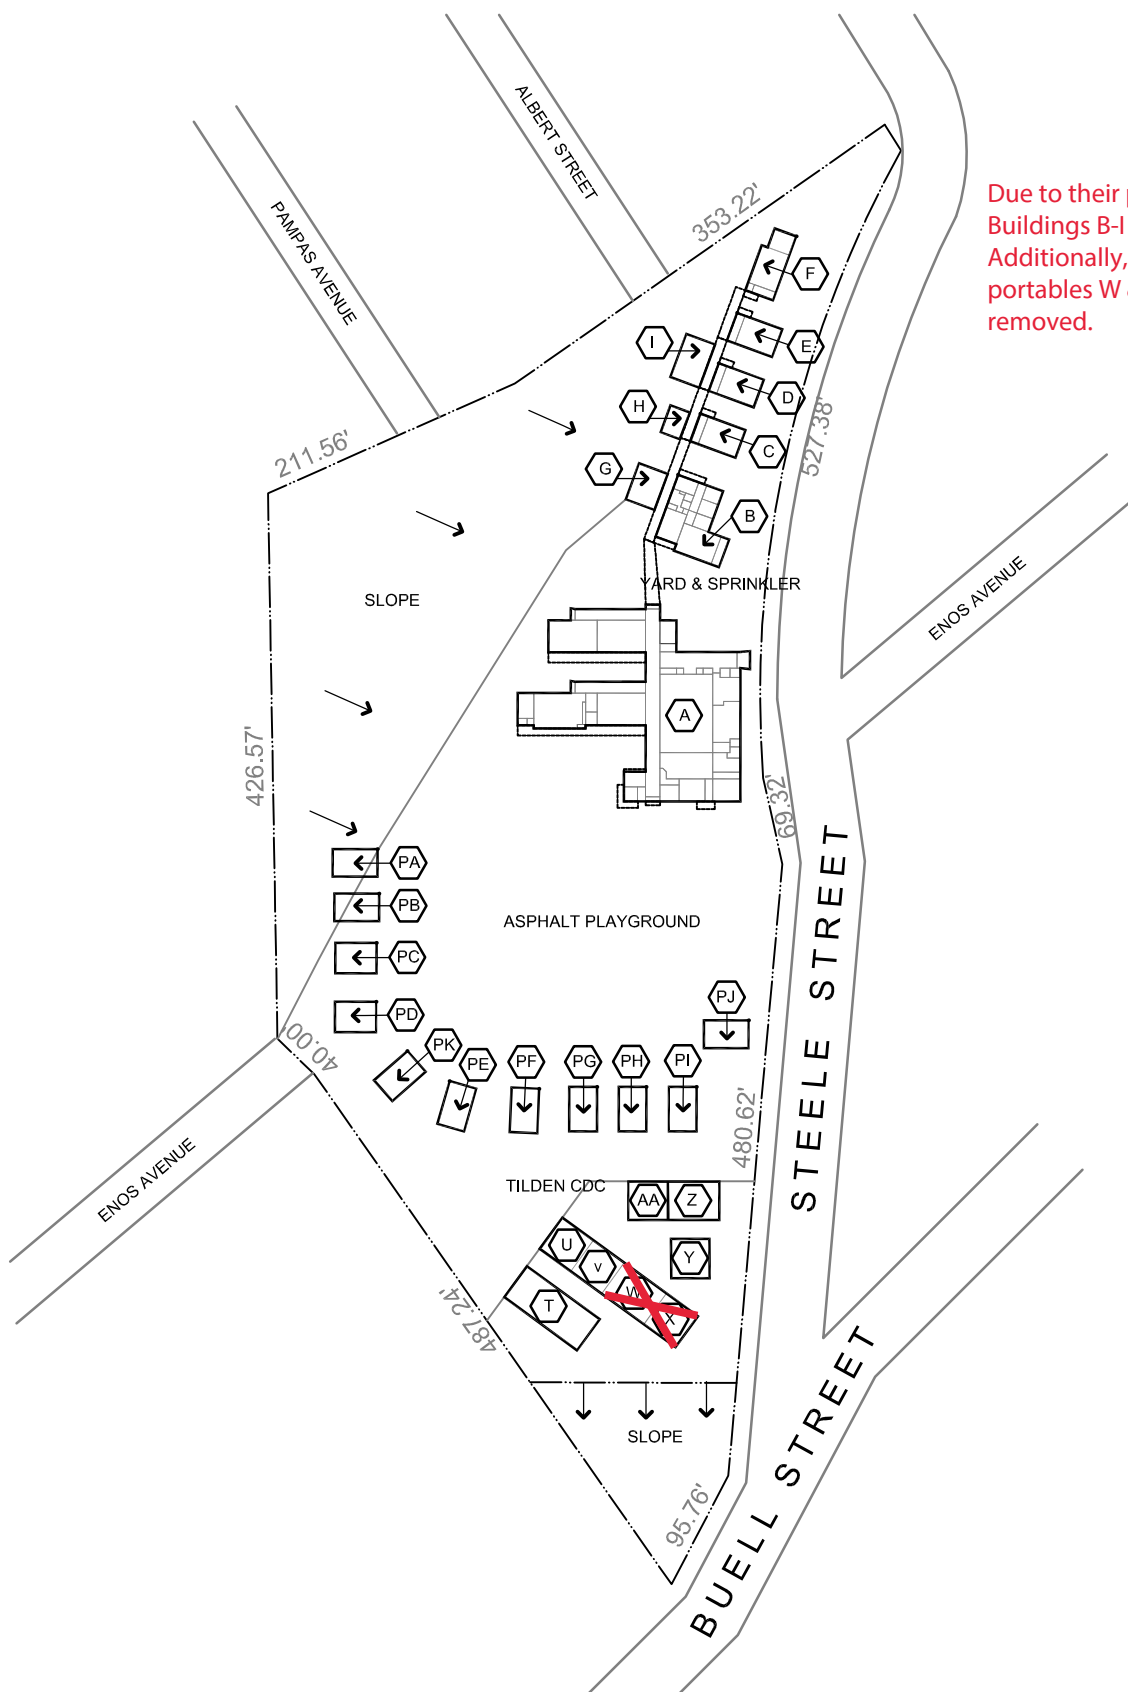 ALBERT STREET
PAMPAS AVENUE
353.22'
Due to their
Buildings B-I
Additionally,
portables W
removed.
F
I
E
D
H
C
527.38'
211.56'
G
B
YARD & SPRINKLER
ENOS AVENUE
SLOPE
A
426.57'
69.32'
PA
PB
ASPHALT PLAYGROUND
PC
PD
PJ
STEELE STREET
40.00'
PK
PE
PF
PG
PH
PI
480.62'
ENOS AVENUE
TILDEN CDC
AA
Z
U
V
Y
W
X
T
487.24'
SLOPE
95.76'
BUELL STREET